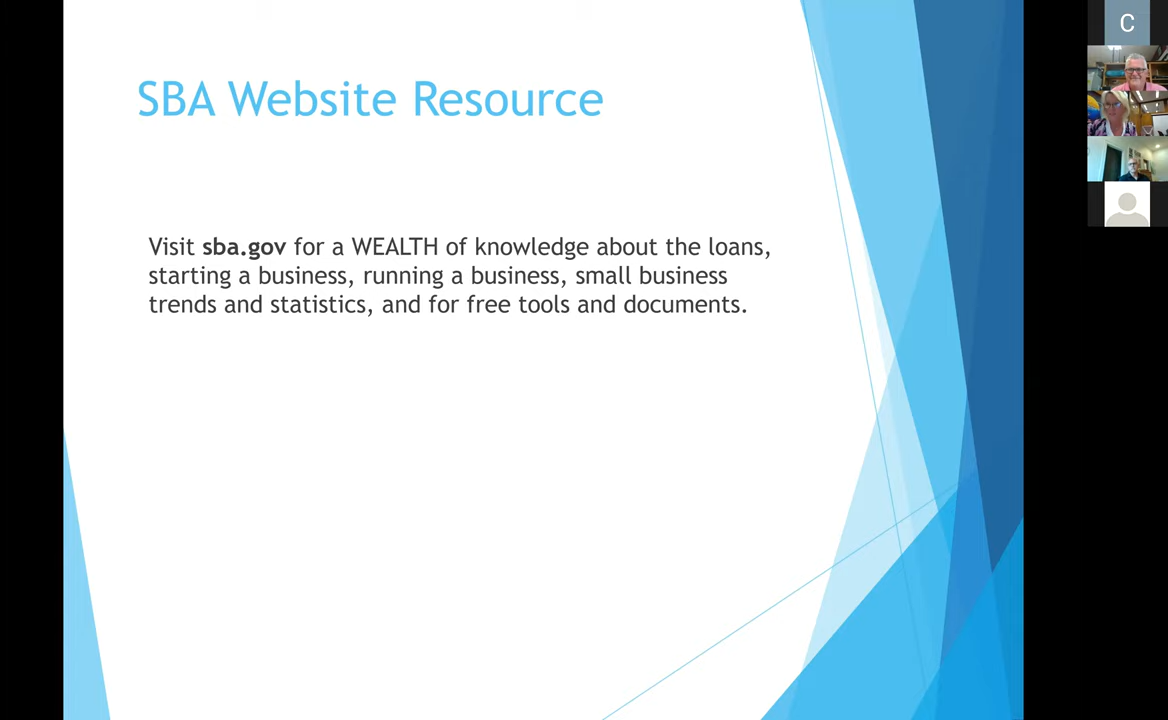 C
SBA Website Resource
Visit sba.gov for a WEALTH of knowledge about the loans,
starting a business, running a business, small business
trends and statistics, and for free tools and documents.